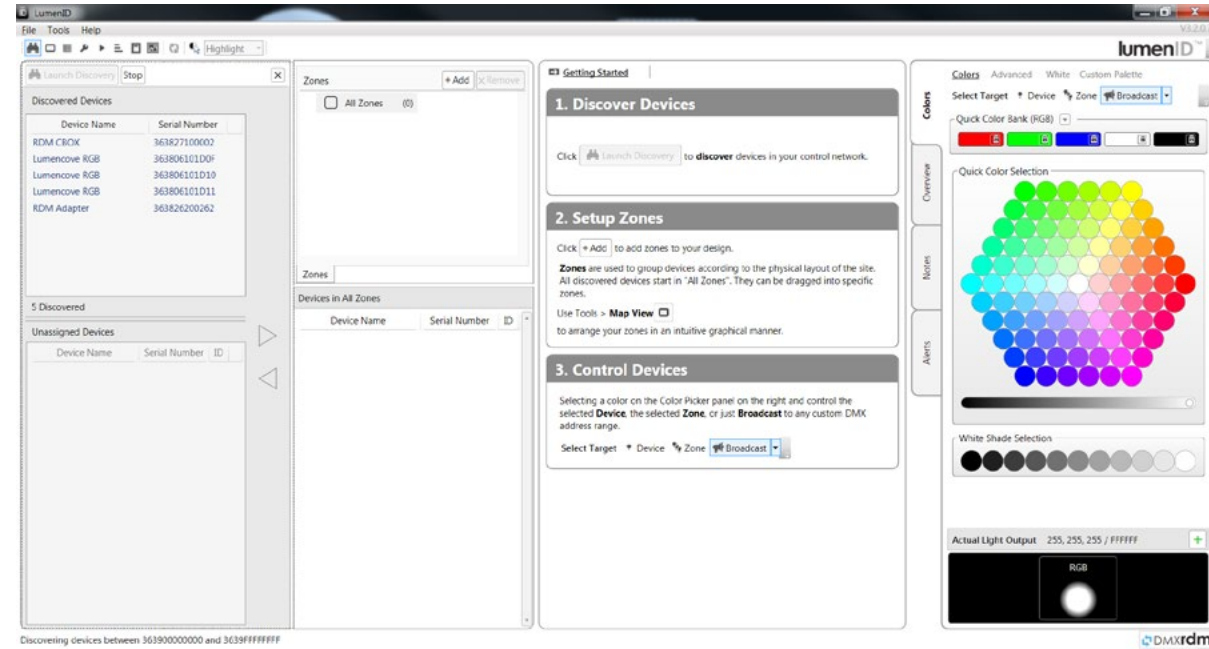 LumenID
File Tools Help
V3.2.0
Highlight
lumenID™
Launch Discovery Stop
Discovered Devices
Device Name Serial Number
RDM CBOX 363827100002
Lumencove RGB 363806101D0F
Lumencove RGB 363806101D10
Lumencove RGB 363806101D11
RDM Adapter 363826200262
5 Discovered
Unassigned Devices
Device Name Serial Number ID
Zones + Add × Remove
All Zones (0)
Zones
Devices in All Zones
Device Name Serial Number ID
Getting Started
1. Discover Devices
Click Launch Discovery to discover devices in your control network.
2. Setup Zones
Click + Add to add zones to your design.
Zones are used to group devices according to the physical layout of the site.
All discovered devices start in "All Zones". They can be dragged into specific
zones.
Use Tools > Map View
to arrange your zones in an intuitive graphical manner.
3. Control Devices
Selecting a color on the Color Picker panel on the right and control the
selected Device, the selected Zone, or just Broadcast to any custom DMX
address range.
Select Target Device Zone Broadcast
Colors
Overview
Notes
Alerts
Colors Advanced White Custom Palette
Select Target Device Zone Broadcast
Quick Color Bank (RGB) +
Quick Color Selection
White Shade Selection
Actual Light Output 255, 255, 255 / FFFFFF +
RGB
Discovering devices between 363900000000 and 3639FFFFFFFF
DMXrdm